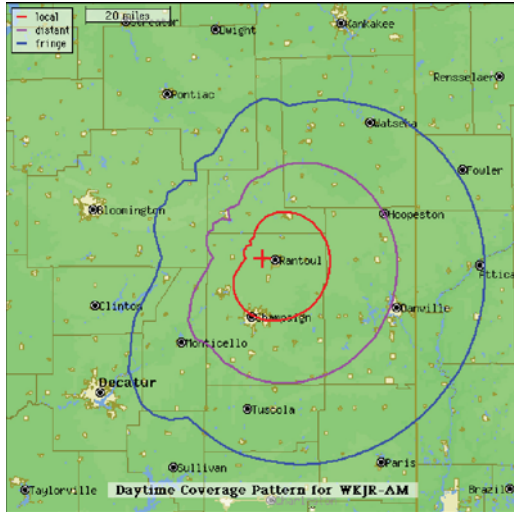 local
distant
fringe
20 miles
Dwight
Kankakee
Rensselaer
Pontiac
Watseka
Fowler
Bloomington
Hoopeston
Rantoul
Attica
Clinton
Champaign
Danville
Monticello
Decatur
Tuscola
Sullivan
Paris
Taylorville
Daytime Coverage Pattern for WKJR-AM
Brazil